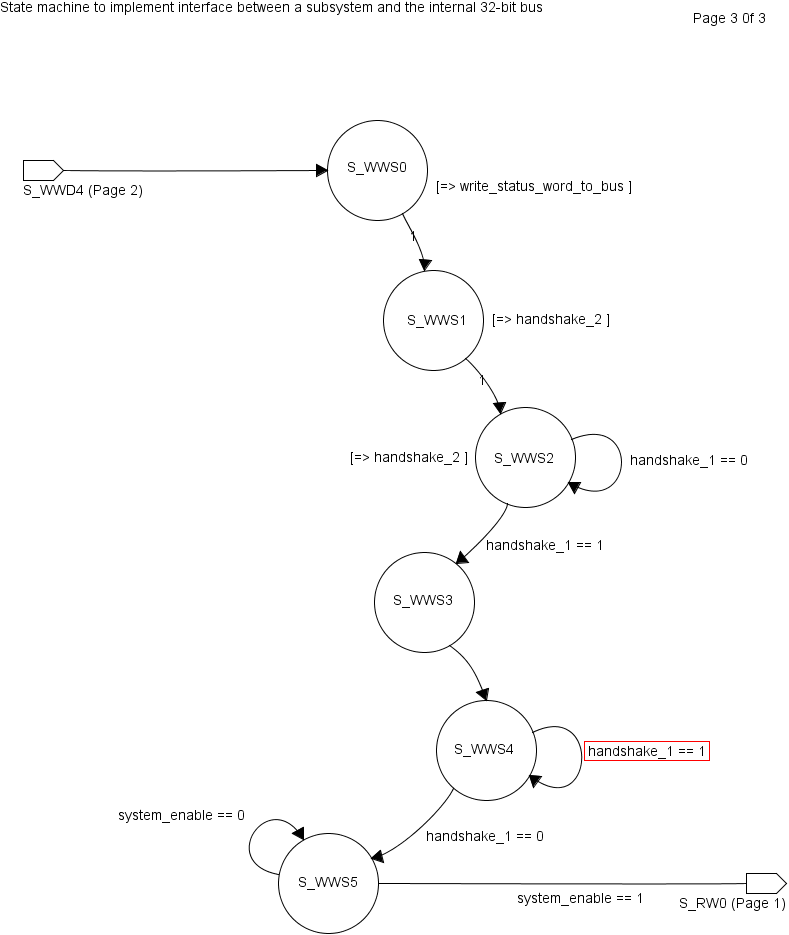 State machine to implement interface between a subsystem and the internal 32-bit bus
Page 3 0f 3
S_WWS0
S_WWD4 (Page 2)
[=> write_status_word_to_bus ]
1
S_WWS1
[=> handshake_2 ]
1
[=> handshake_2 ]
S_WWS2
handshake_1 == 0
handshake_1 == 1
S_WWS3
S_WWS4
handshake_1 == 1
system_enable == 0
handshake_1 == 0
S_WWS5
system_enable == 1
S_RW0 (Page 1)